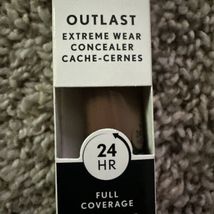 OUTLAST
EXTREME WEAR
CONCEALER
CACHE-CERNES
24
HR
FULL
COVERAGE